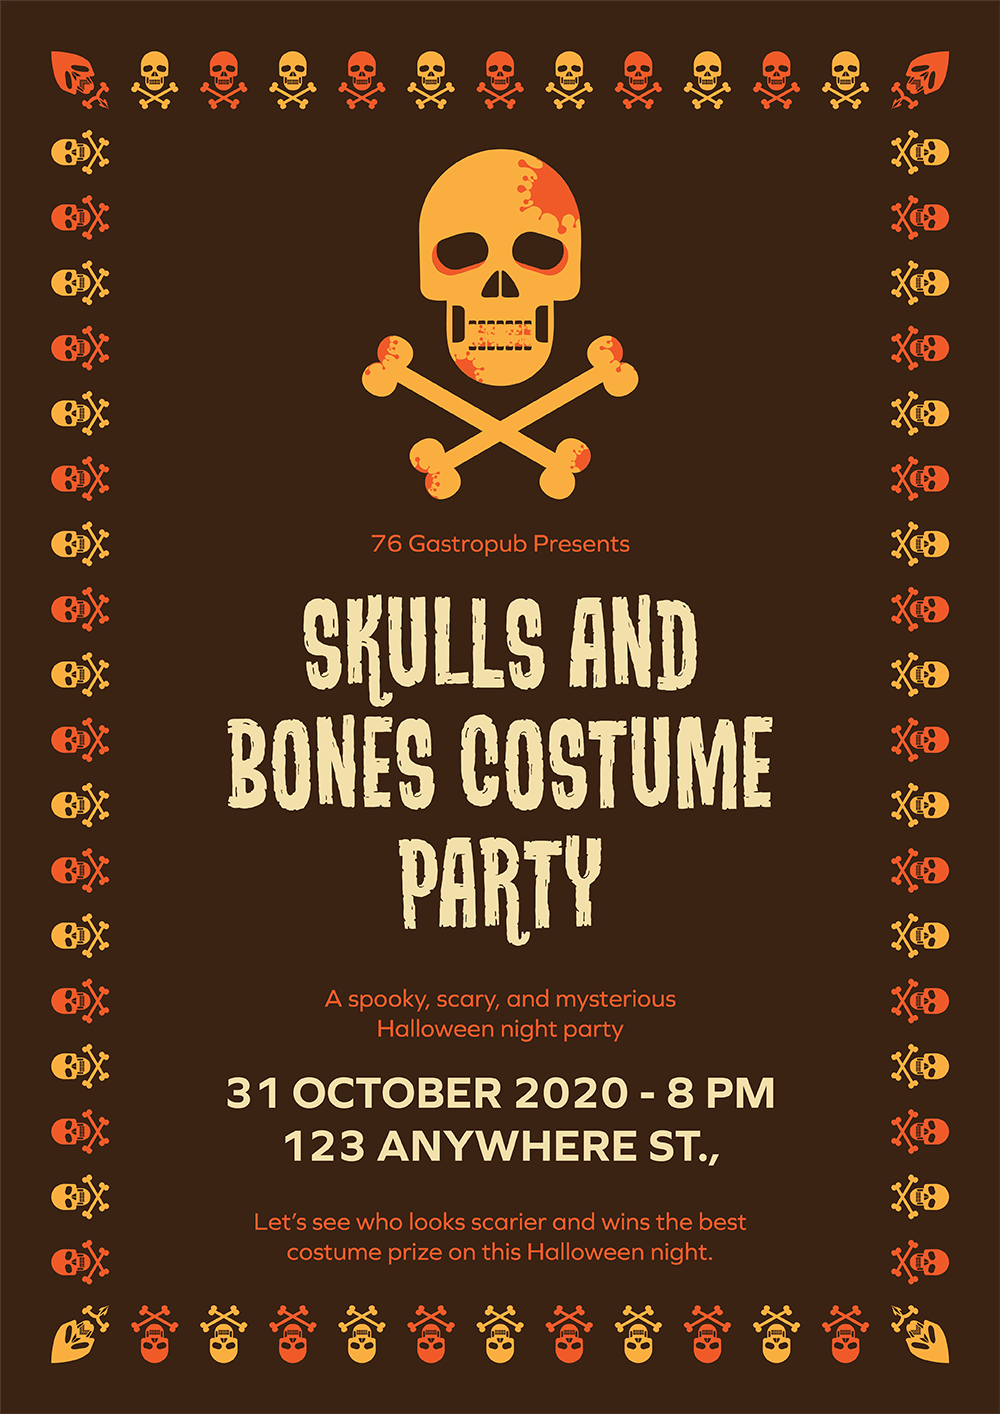 76 Gastropub Presents
SKULLS AND
BONES COSTUME
PARTY
A spooky, scary, and mysterious
Halloween night party
31 OCTOBER 2020 - 8 PM
123 ANYWHERE ST.,
Let's see who looks scarier and wins the best
costume prize on this Halloween night.